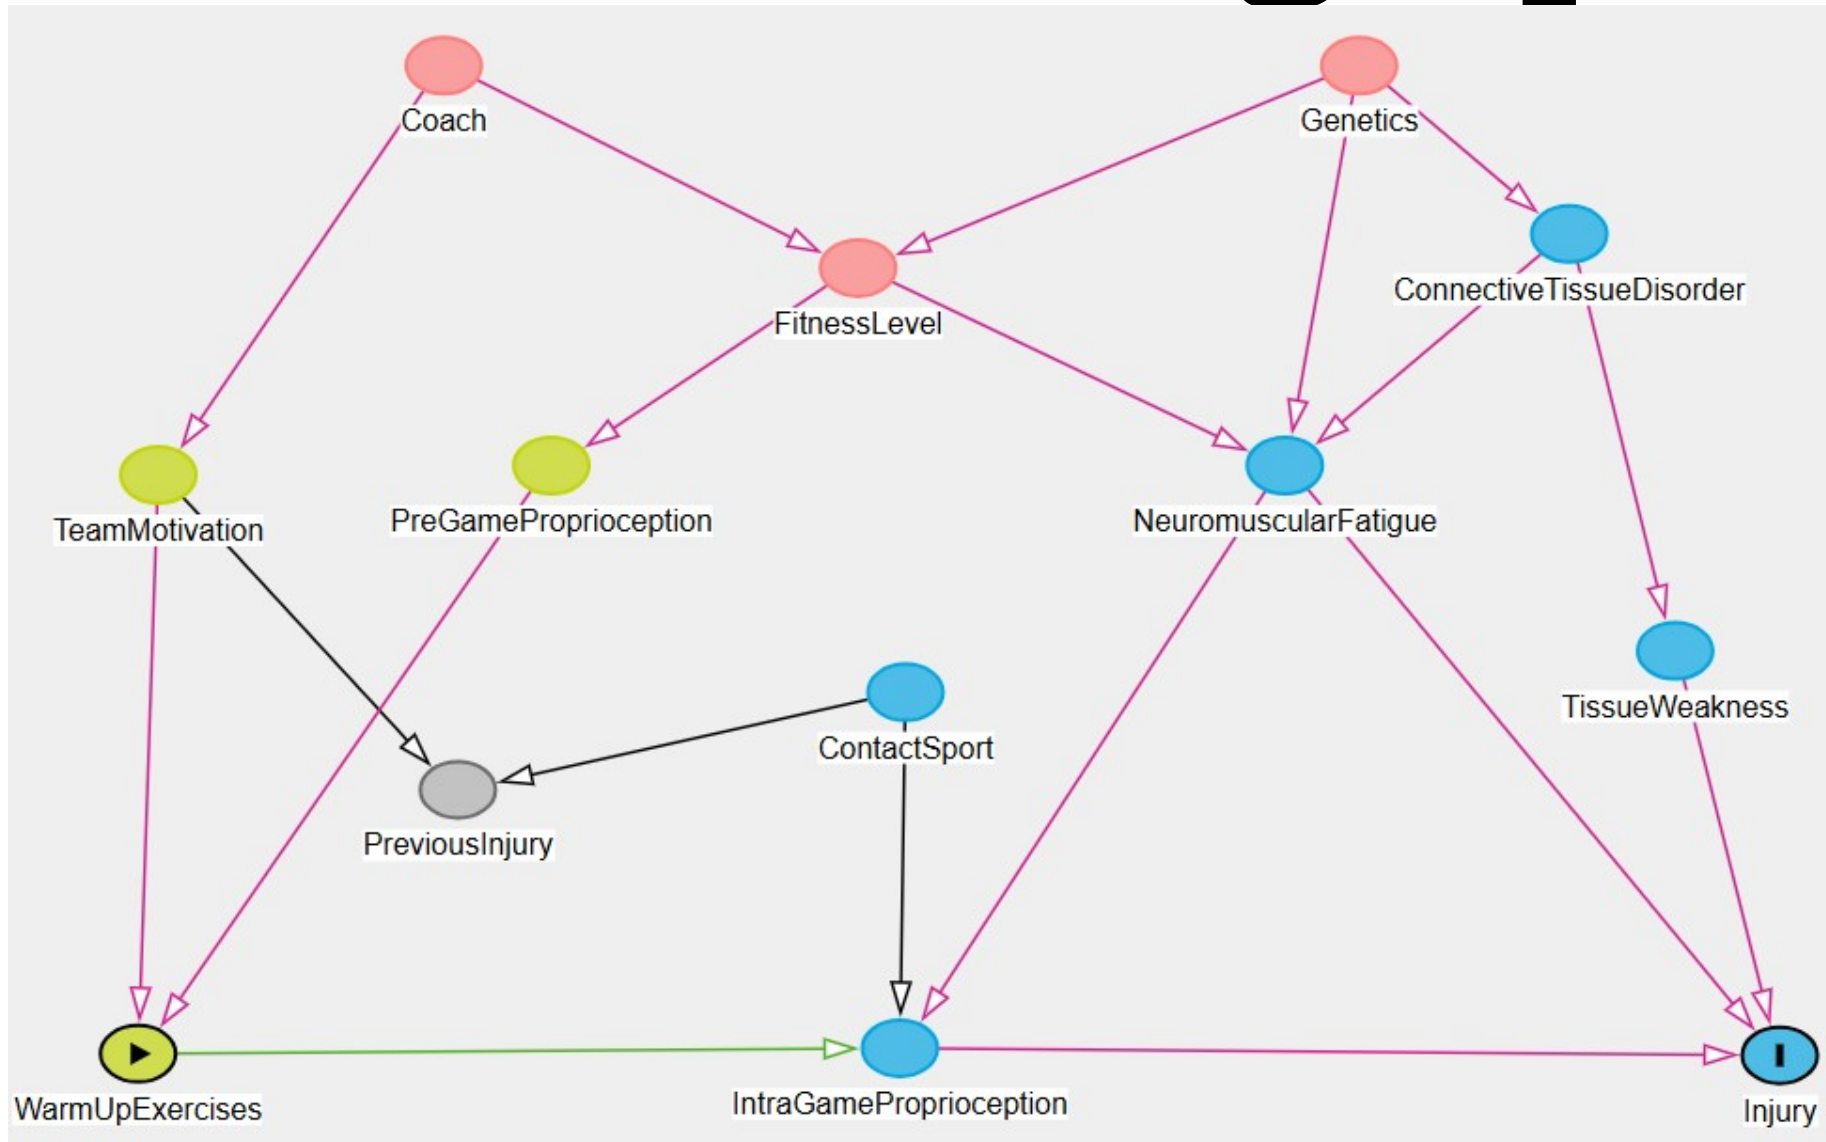 Coach
Genetics
ConnectiveTissueDisorder
FitnessLevel
TeamMotivation
PreGameProprioception
NeuromuscularFatigue
TissueWeakness
ContactSport
PreviousInjury
WarmUpExercises
IntraGameProprioception
Injury